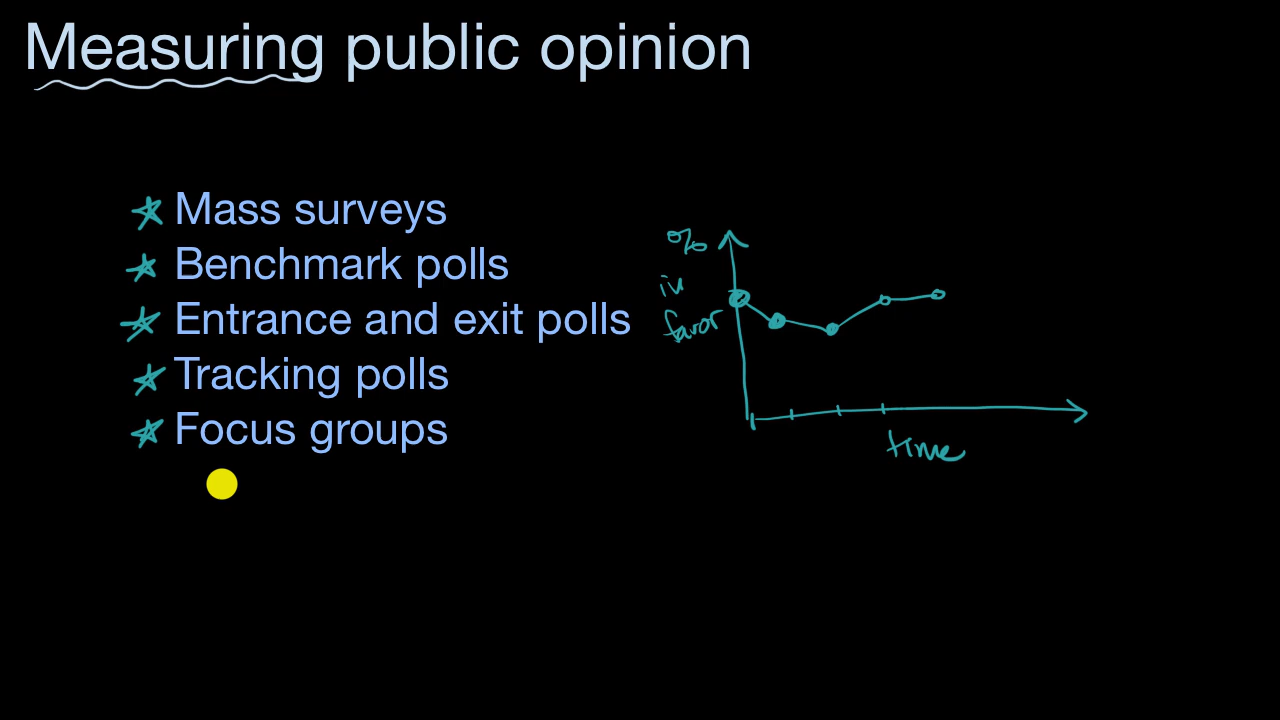 Measuring public opinion
Mass surveys
Benchmark polls
Entrance and exit polls
Tracking polls
Focus groups
%
in
favor
time